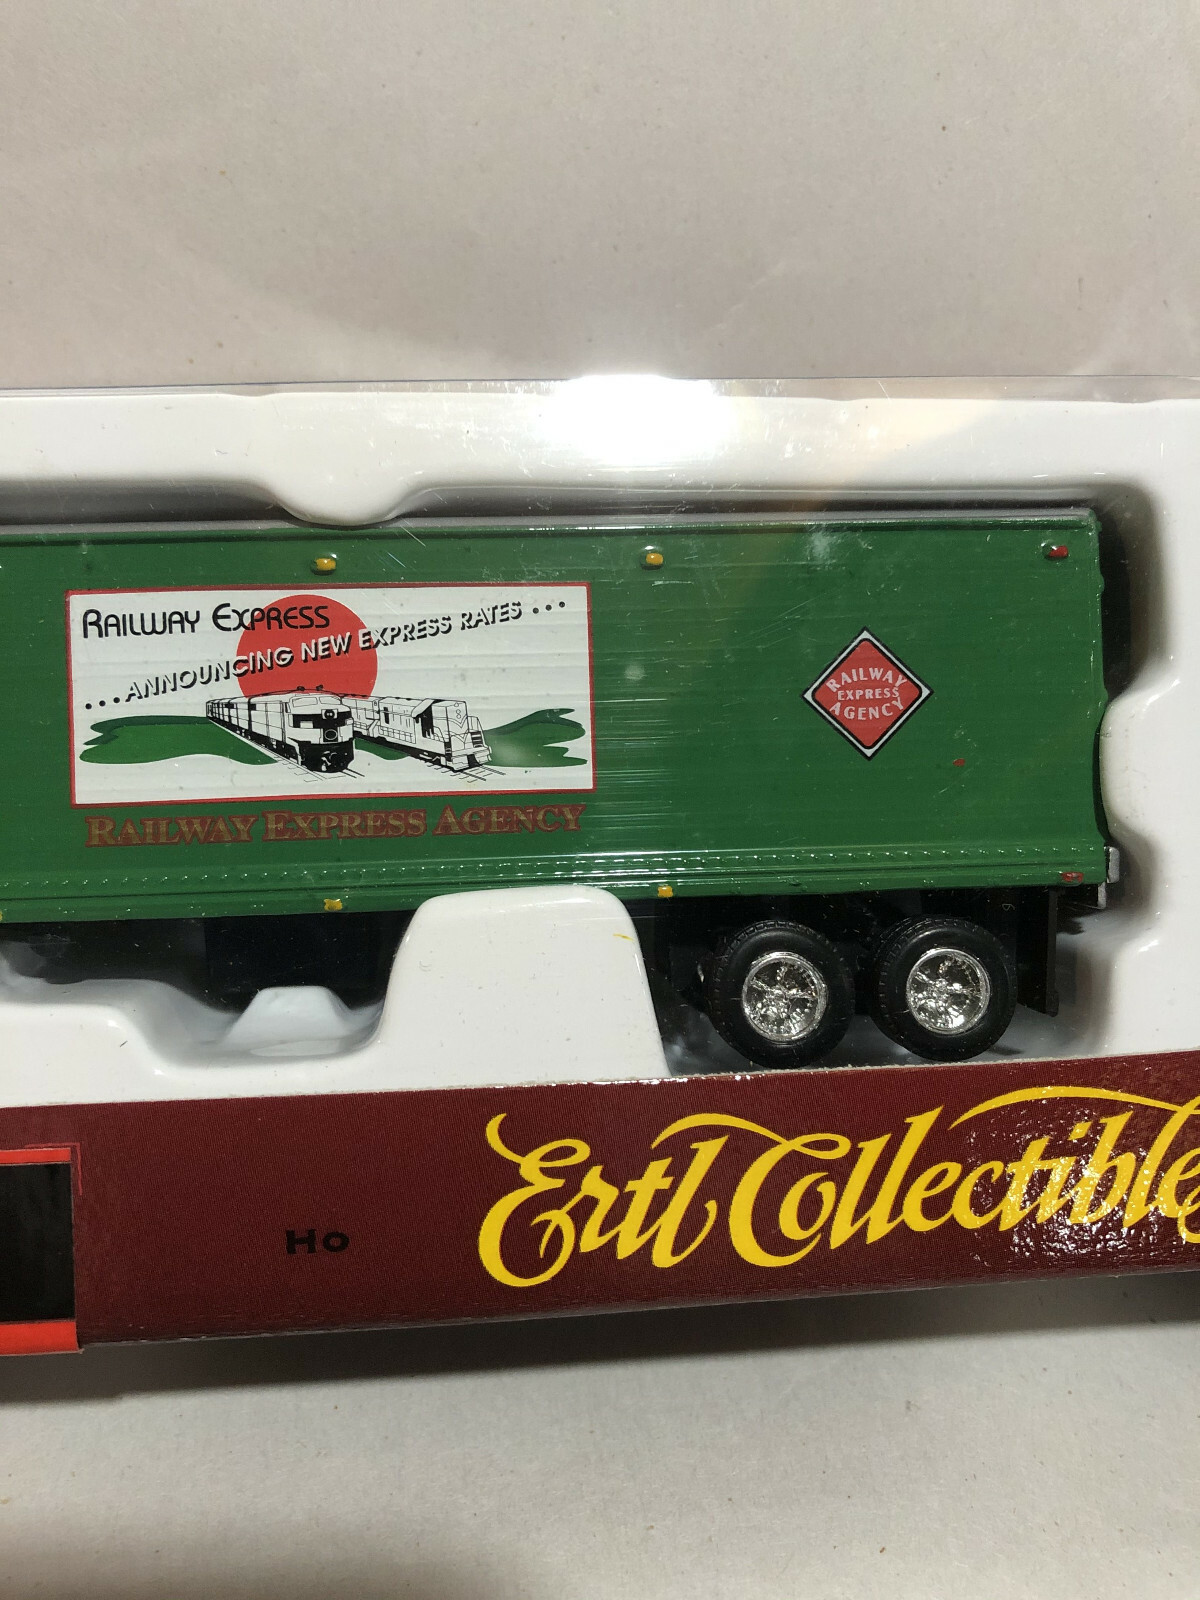 RAILWAY EXPRESS
...ANNOUNCING NEW EXPRESS RATES...
RAILWAY EXPRESS AGENCY
RAILWAY
EXPRESS
AGENCY
HO
Ertl Collectible